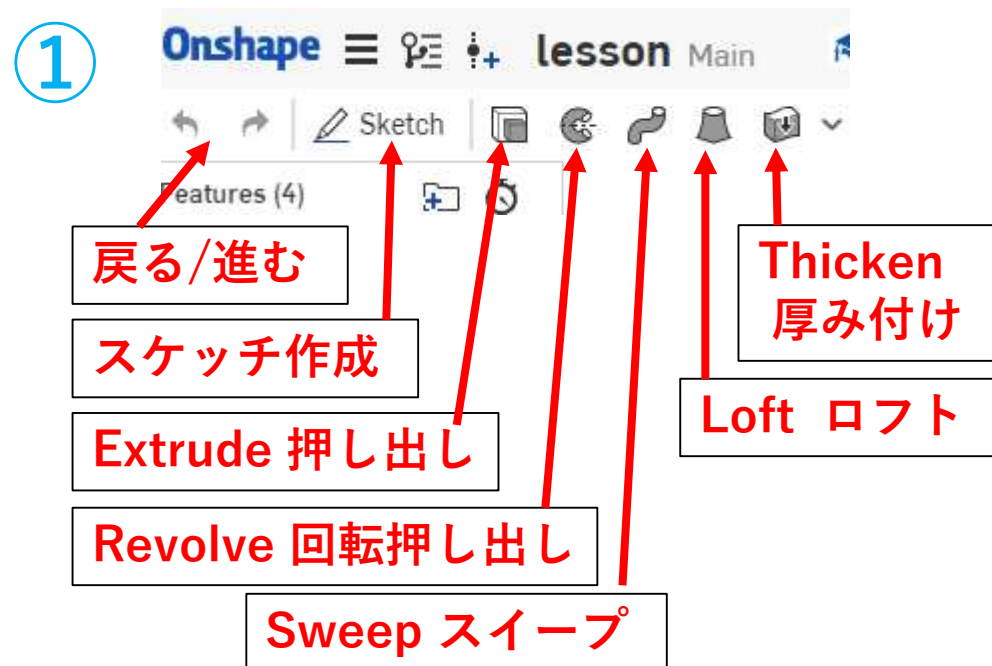 ①
Onshape lesson Main
Sketch
Features (4)
戻る/進む
スケッチ作成
Extrude 押し出し
Revolve 回転押し出し
Sweep スイープ
Thicken
厚み付け
Loft ロフト